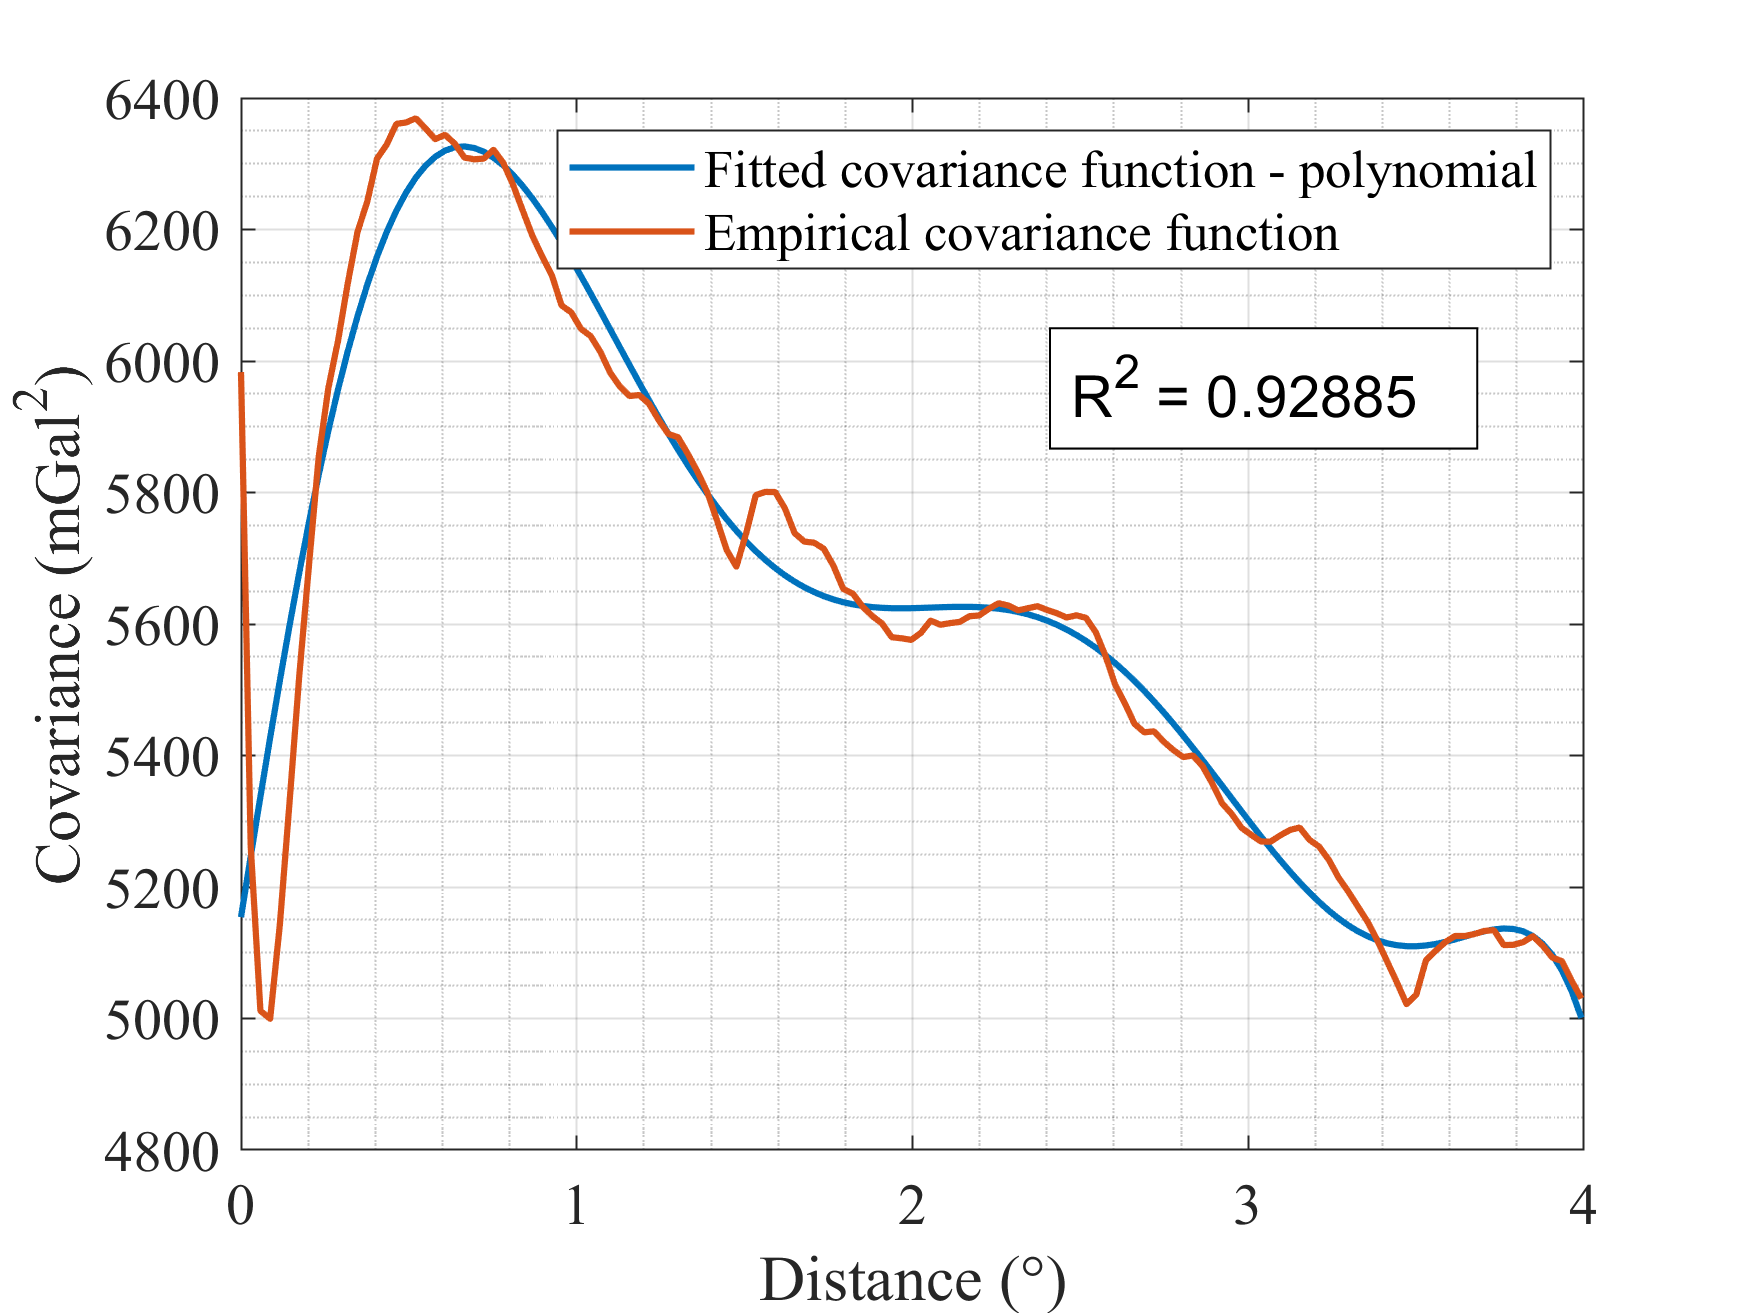 6400
6200
6000
5800
5600
5400
5200
5000
4800
Covariance (mGal²)
Fitted covariance function - polynomial
Empirical covariance function
R² = 0.92885
0 1 2 3 4
Distance (°)